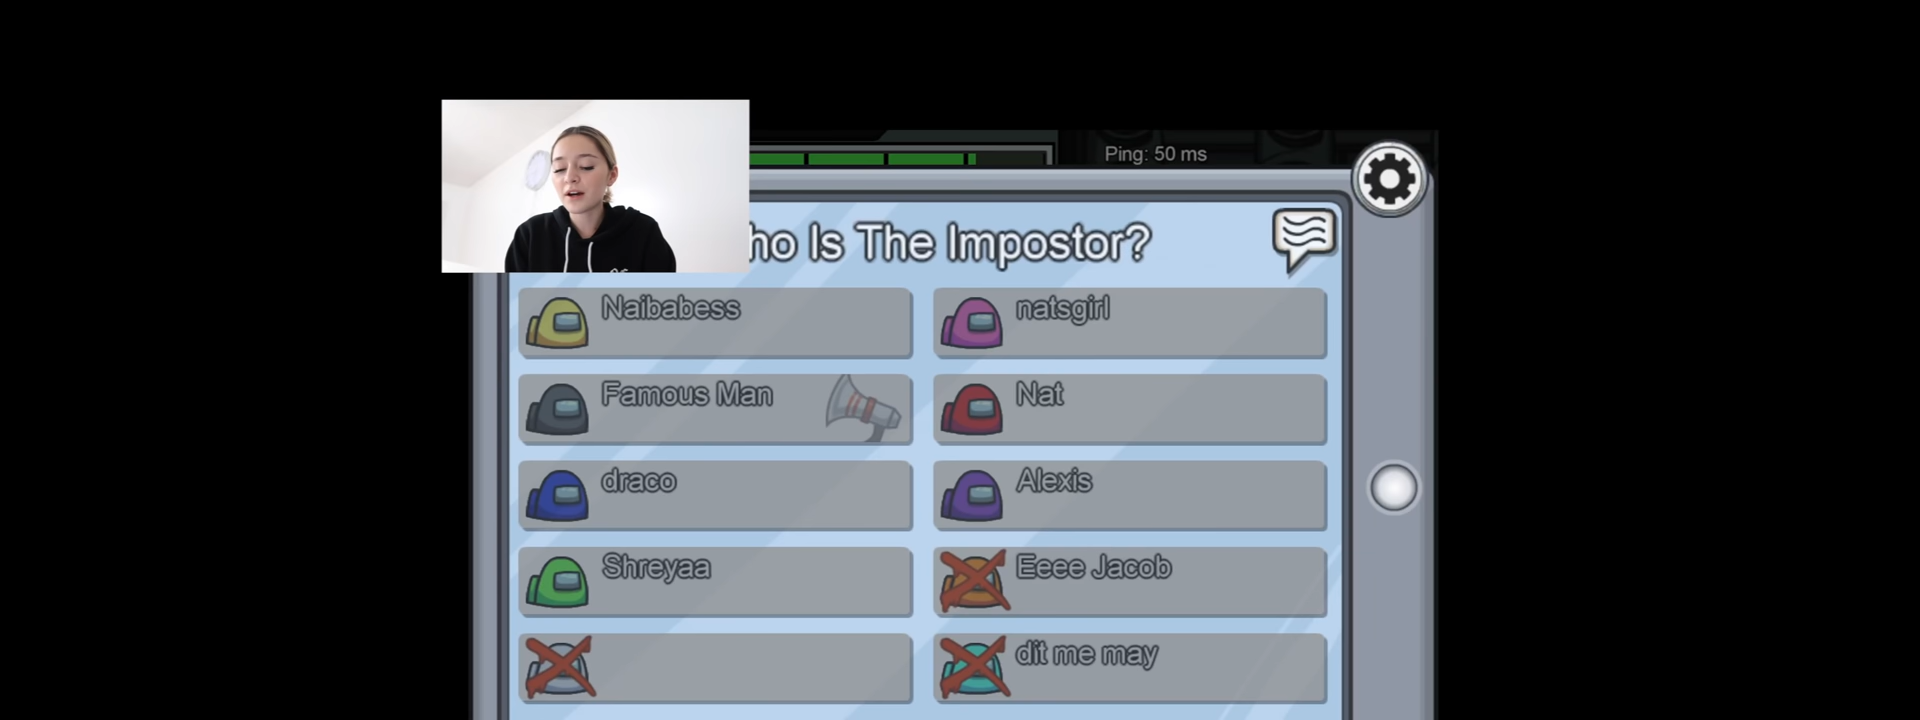 Ping: 50 ms
ho Is The Impostor?
Naibabess
natsgirl
Famous Man
Nat
draco
Alexis
Shreyaa
Eeee Jacob
dit me may